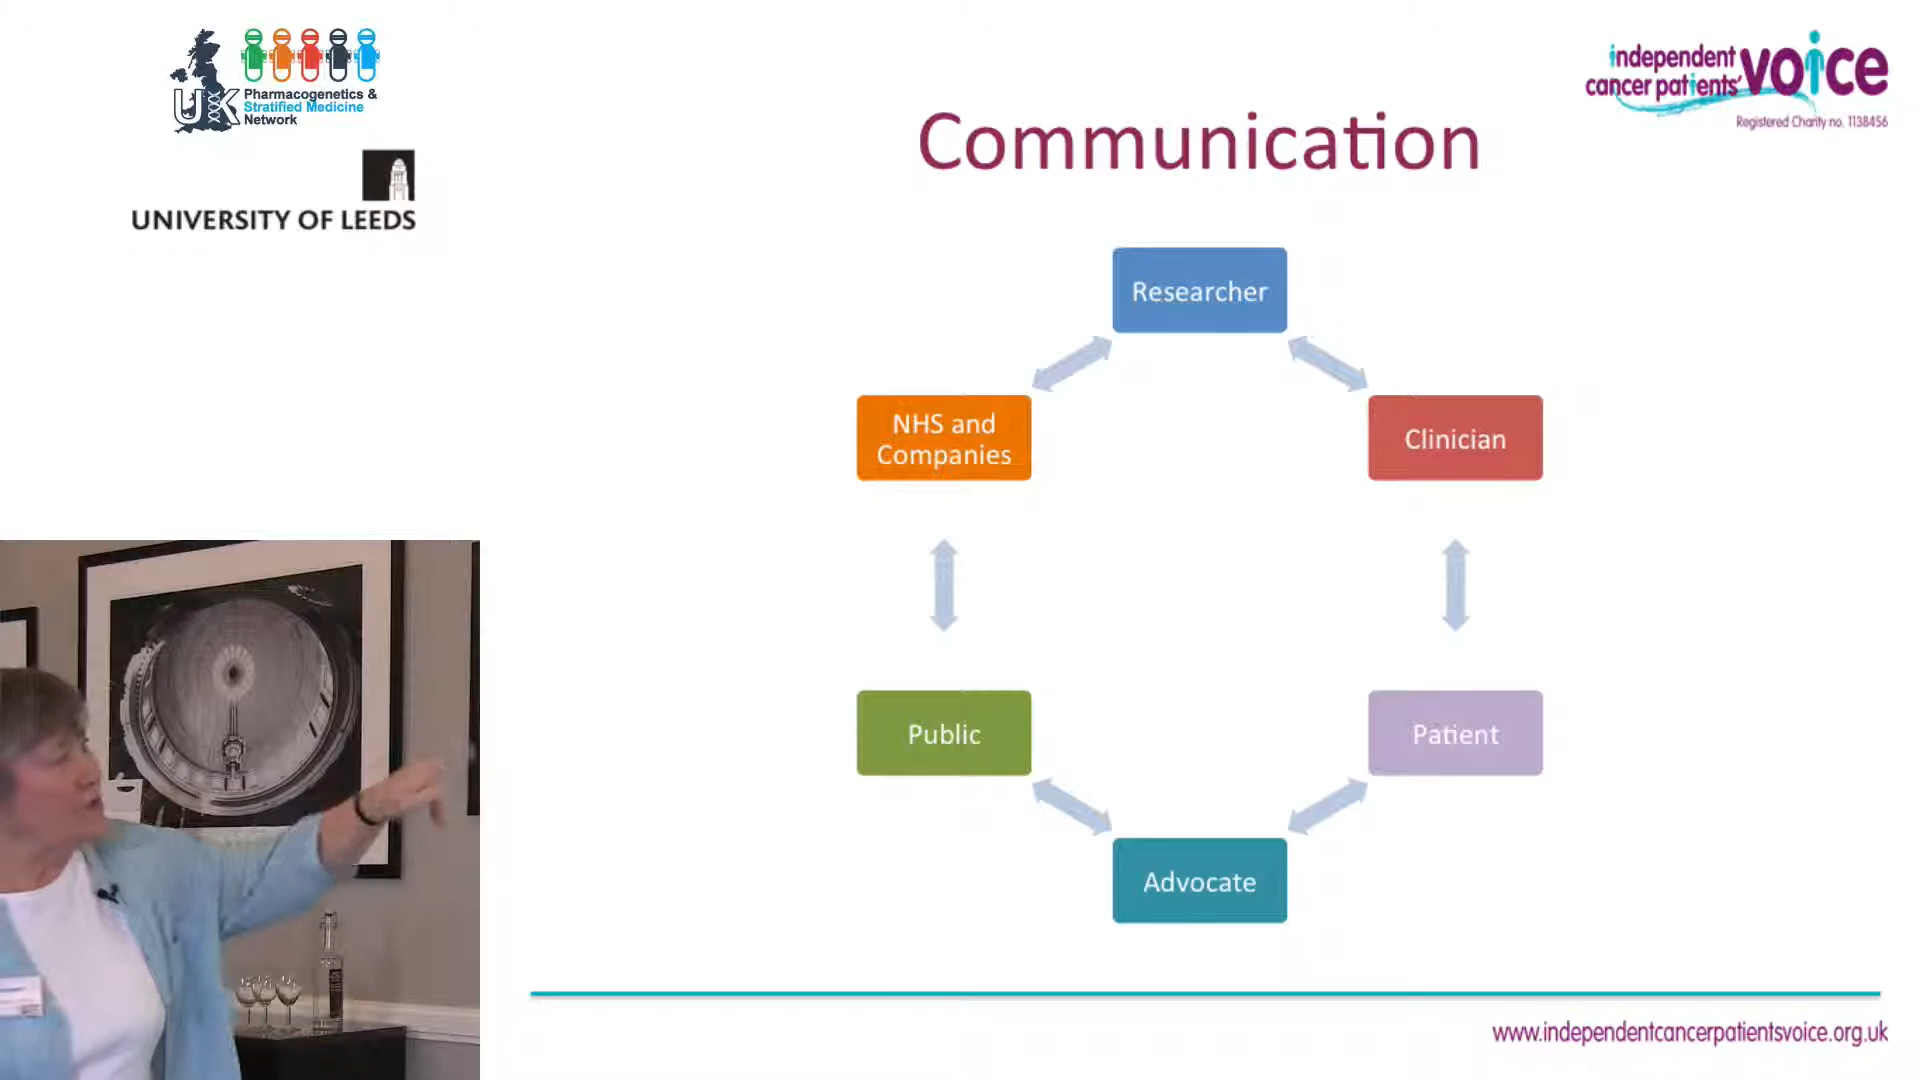 UK
Pharmacogenetics &
Stratified Medicine
Network
UNIVERSITY OF LEEDS
independent
cancer patients'
voice
Registered Charity no. 1138456
Communication
Researcher
NHS and
Companies
Clinician
Public
Patient
Advocate
www.independentcancerpatientsvoice.org.uk